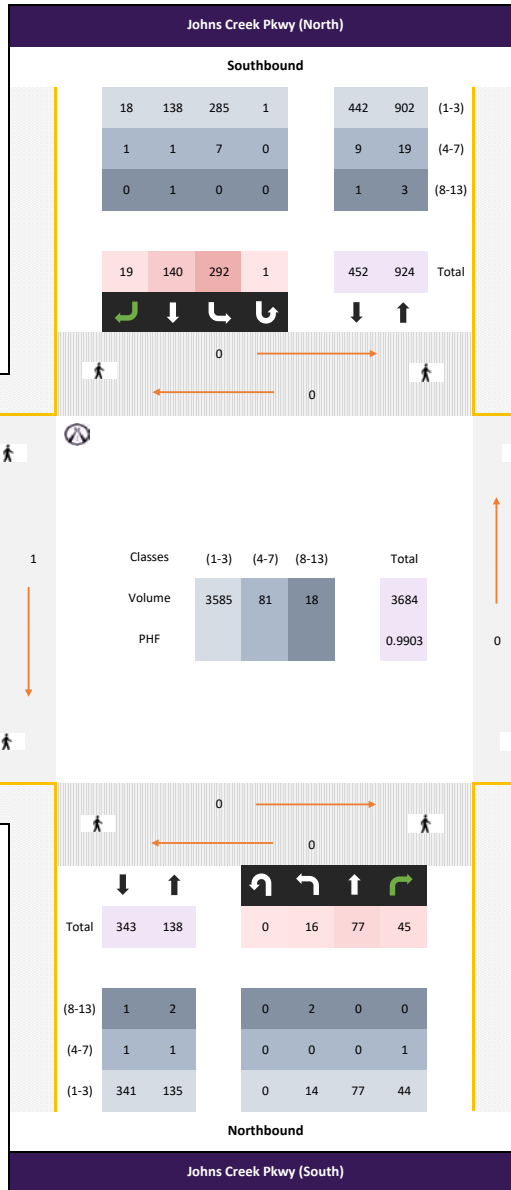 Johns Creek Pkwy (North)
Southbound
18 138 285 1 442 902 (1-3)
1 1 7 0 9 19 (4-7)
0 1 0 0 1 3 (8-13)
19 140 292 1 452 924 Total
0
0
1
Classes (1-3) (4-7) (8-13) Total
Volume 3585 81 18 3684
PHF 0.9903
0
0
0
Total 343 138 0 16 77 45
(8-13) 1 2 0 2 0 0
(4-7) 1 1 0 0 0 1
(1-3) 341 135 0 14 77 44
Northbound
Johns Creek Pkwy (South)